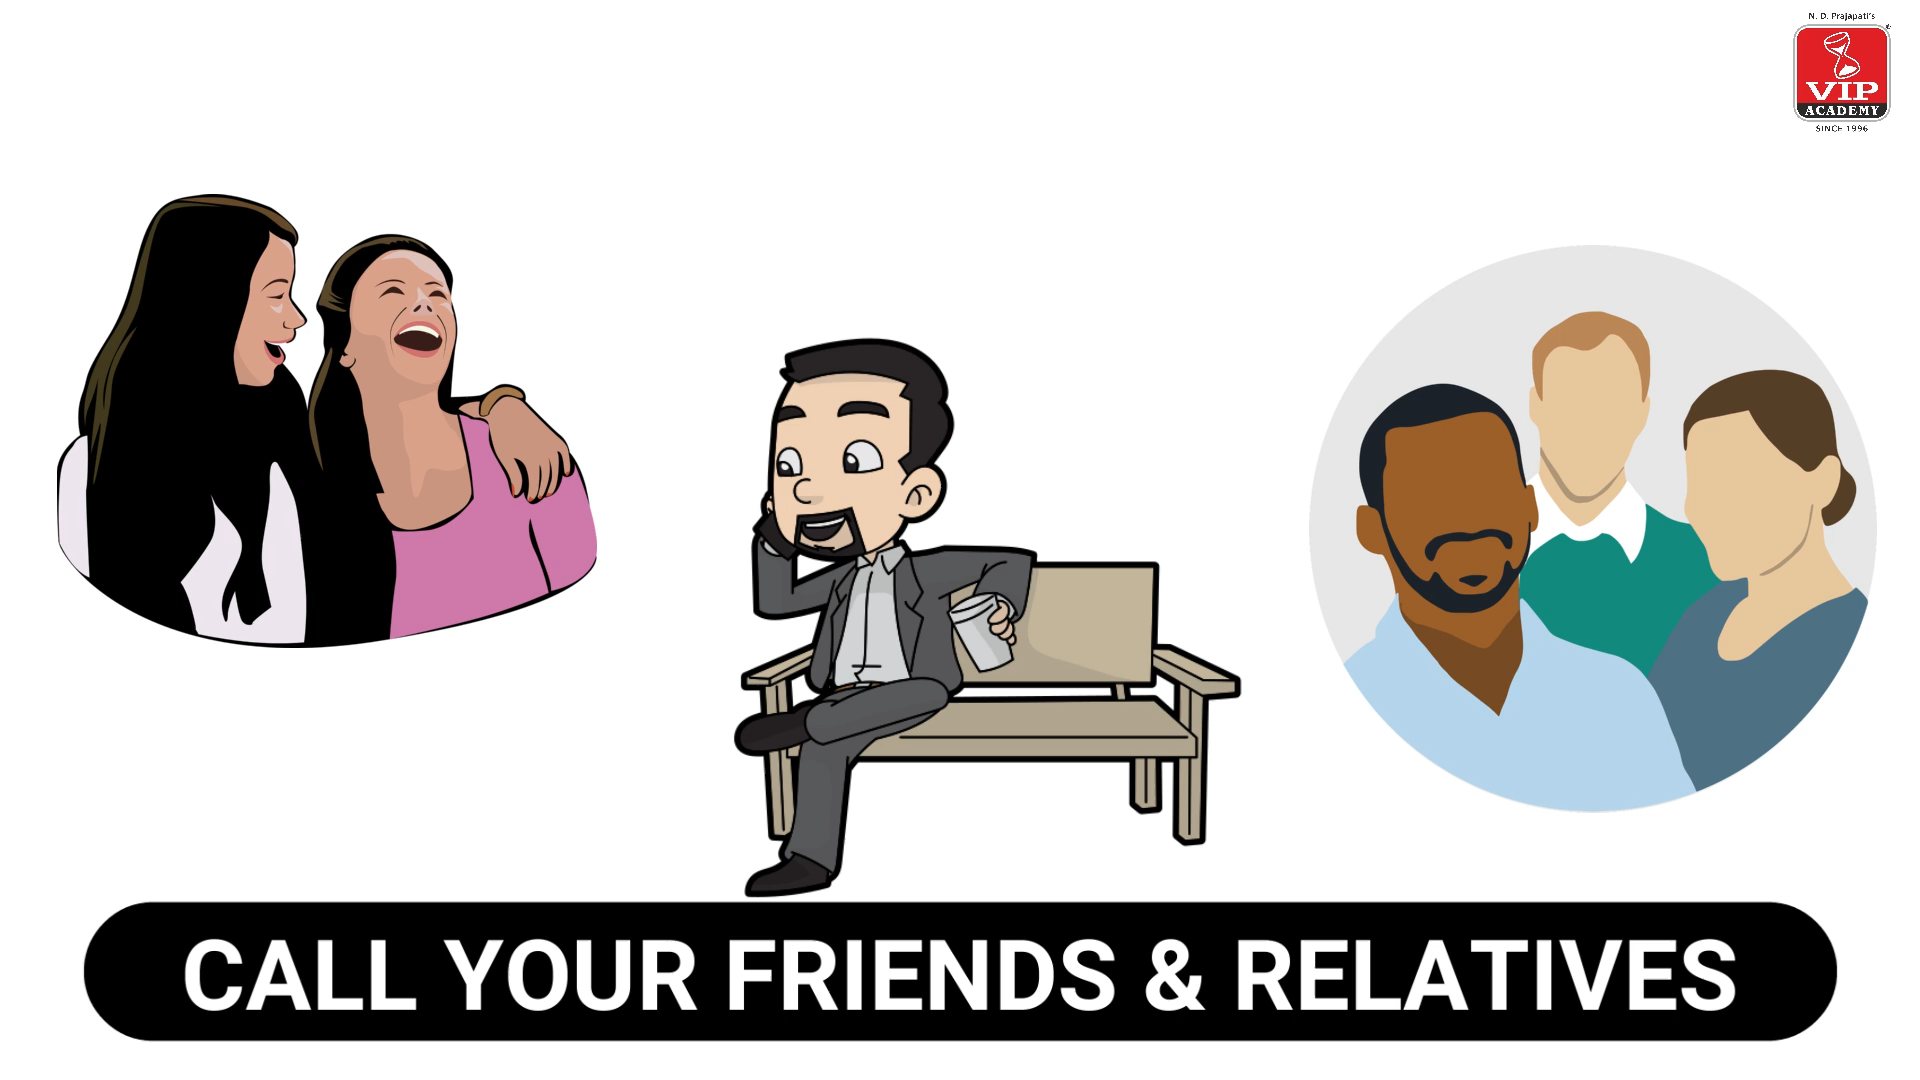 N. D. Prajapati's
VIP
ACADEMY
SINCE 1996
CALL YOUR FRIENDS & RELATIVES